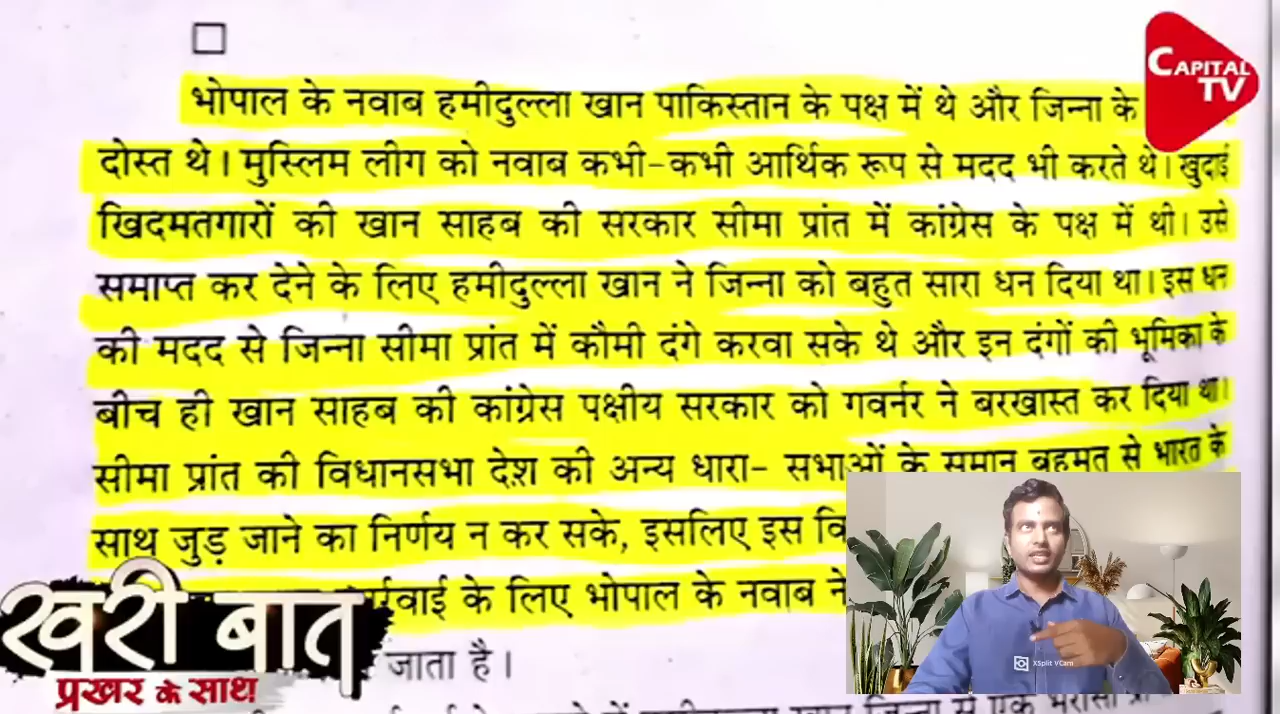 CAPITAL TV
भोपाल के नवाब हमीदुल्ला खान पाकिस्तान के पक्ष में थे और जिन्ना के
दोस्त थे। मुस्लिम लीग को नवाब कभी-कभी आर्थिक रूप से मदद भी करते थे। खुदाई
खिदमतगारों की खान साहब की सरकार सीमा प्रांत में कांग्रेस के पक्ष में थी। उसे
समाप्त कर देने के लिए हमीदुल्ला खान ने जिन्ना को बहुत सारा धन दिया था। इस धन
की मदद से जिन्ना सीमा प्रांत में कौमी दंगे करवा सके थे और इन दंगों की भूमिका के
बीच ही खान साहब की कांग्रेस पक्षीय सरकार को गवर्नर ने बरखास्त कर दिया था।
सीमा प्रांत की विधानसभा देश की अन्य धारा- सभाओं के समान बहुमत से भारत के
साथ जुड़ जाने का निर्णय न कर सके, इसलिए इस
के लिए भोपाल के नवाब ने
जाता है।
XSplit VCam
खरी बात
प्रखर के साथ!